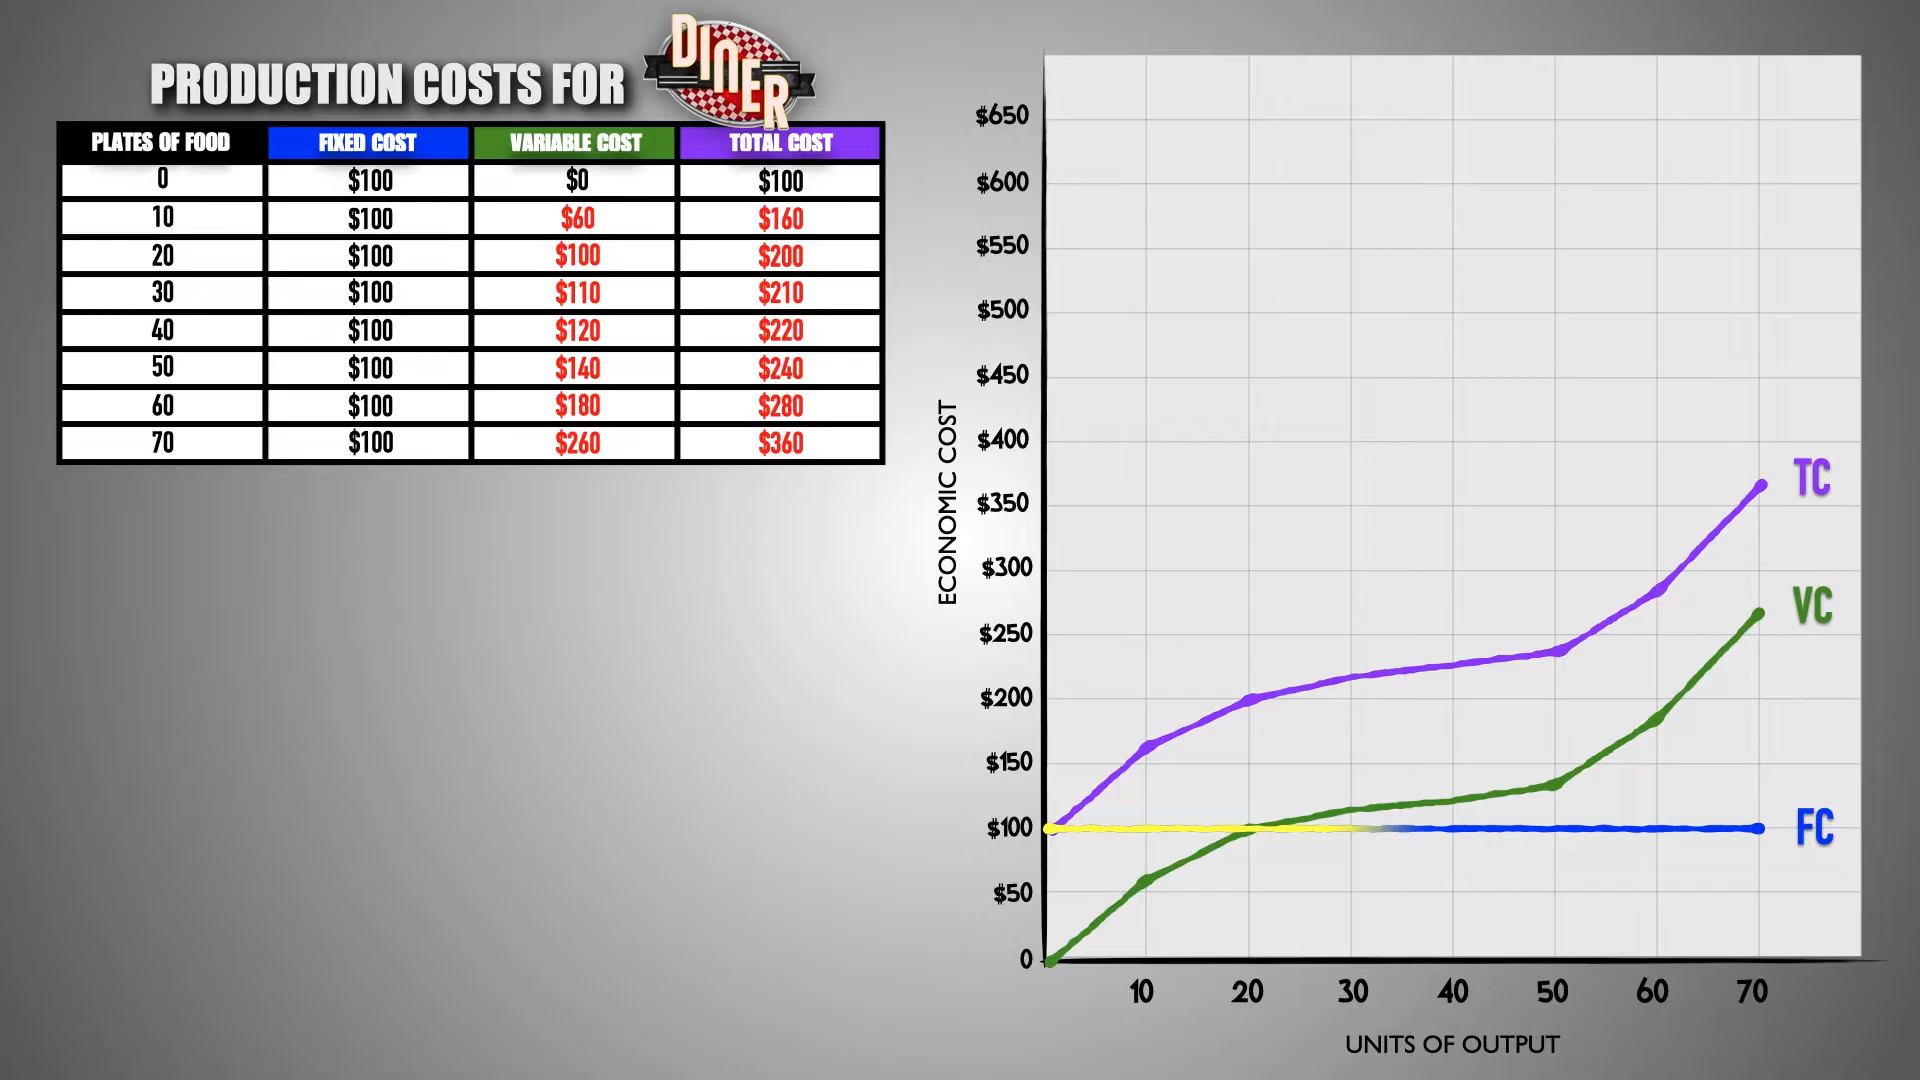 PRODUCTION COSTS FOR
DINER
PLATES OF FOOD FIXED COST VARIABLE COST TOTAL COST
0 $100 $0 $100
10 $100 $60 $160
20 $100 $100 $200
30 $100 $110 $210
40 $100 $120 $220
50 $100 $140 $240
60 $100 $180 $280
70 $100 $260 $360
ECONOMIC COST
$650
$600
$550
$500
$450
$400
$350
$300
$250
$200
$150
$100
$50
0
TC
VC
FC
10 20 30 40 50 60 70
UNITS OF OUTPUT